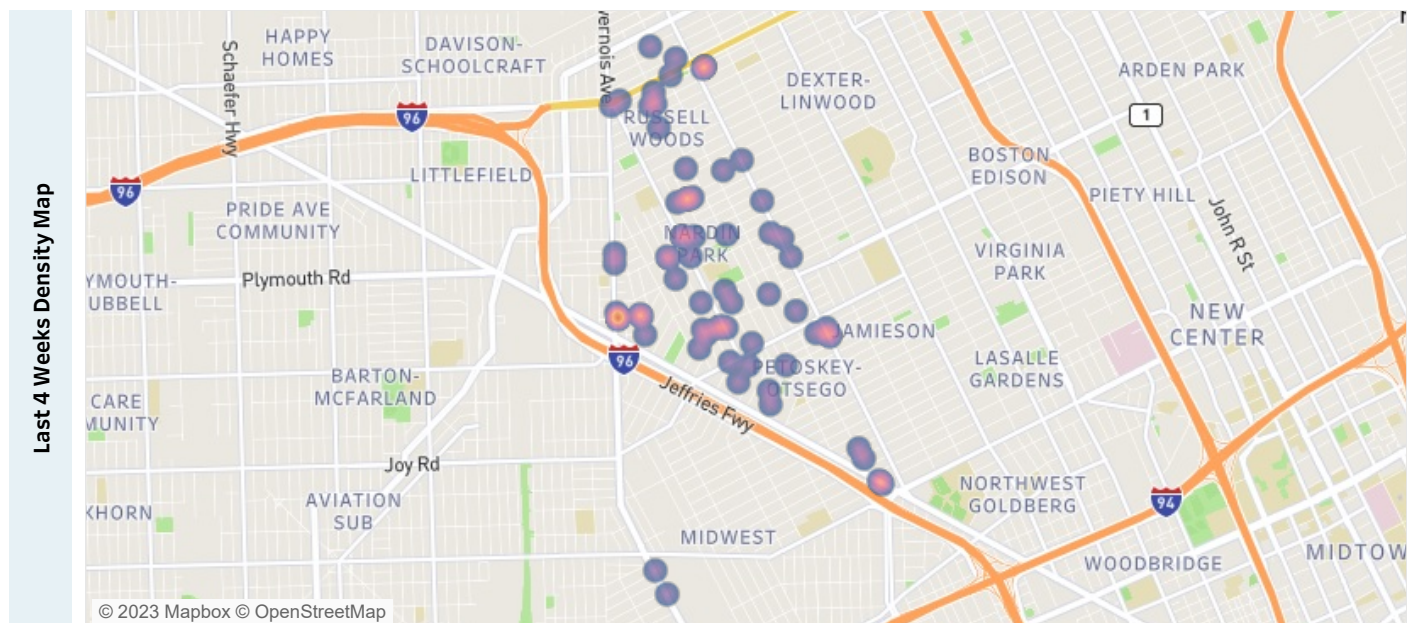 Last 4 Weeks Density Map
HAPPY
HOMES
DAVISON-
SCHOOLCRAFT
Schaefer Hwy
vernois Ave
96
96
RUSSELL
WOODS
DEXTER-
LINWOOD
ARDEN PARK
1
LITTLEFIELD
BOSTON
EDISON
PIETY HILL
John R St
PRIDE AVE
COMMUNITY
NARDIN
PARK
VIRGINIA
PARK
YMOUTH-
UBBELL
Plymouth Rd
NEW
CENTER
JAMIESON
96
PETOSKEY-
OTSEGO
LASALLE
GARDENS
BARTON-
MCFARLAND
CARE
MUNITY
Jeffries Fwy
Joy Rd
AVIATION
SUB
KHORN
NORTHWEST
GOLDBERG
94
MIDWEST
WOODBRIDGE
MIDTOW
© 2023 Mapbox © OpenStreetMap